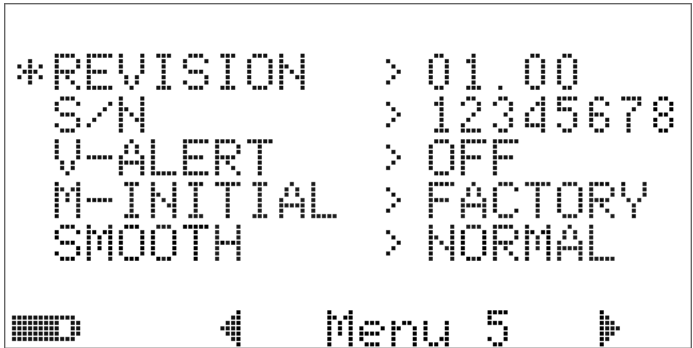 *REVISION > 01.00
S/N > 12345678
V-ALERT > OFF
M-INITIAL > FACTORY
SMOOTH > NORMAL
Menu 5